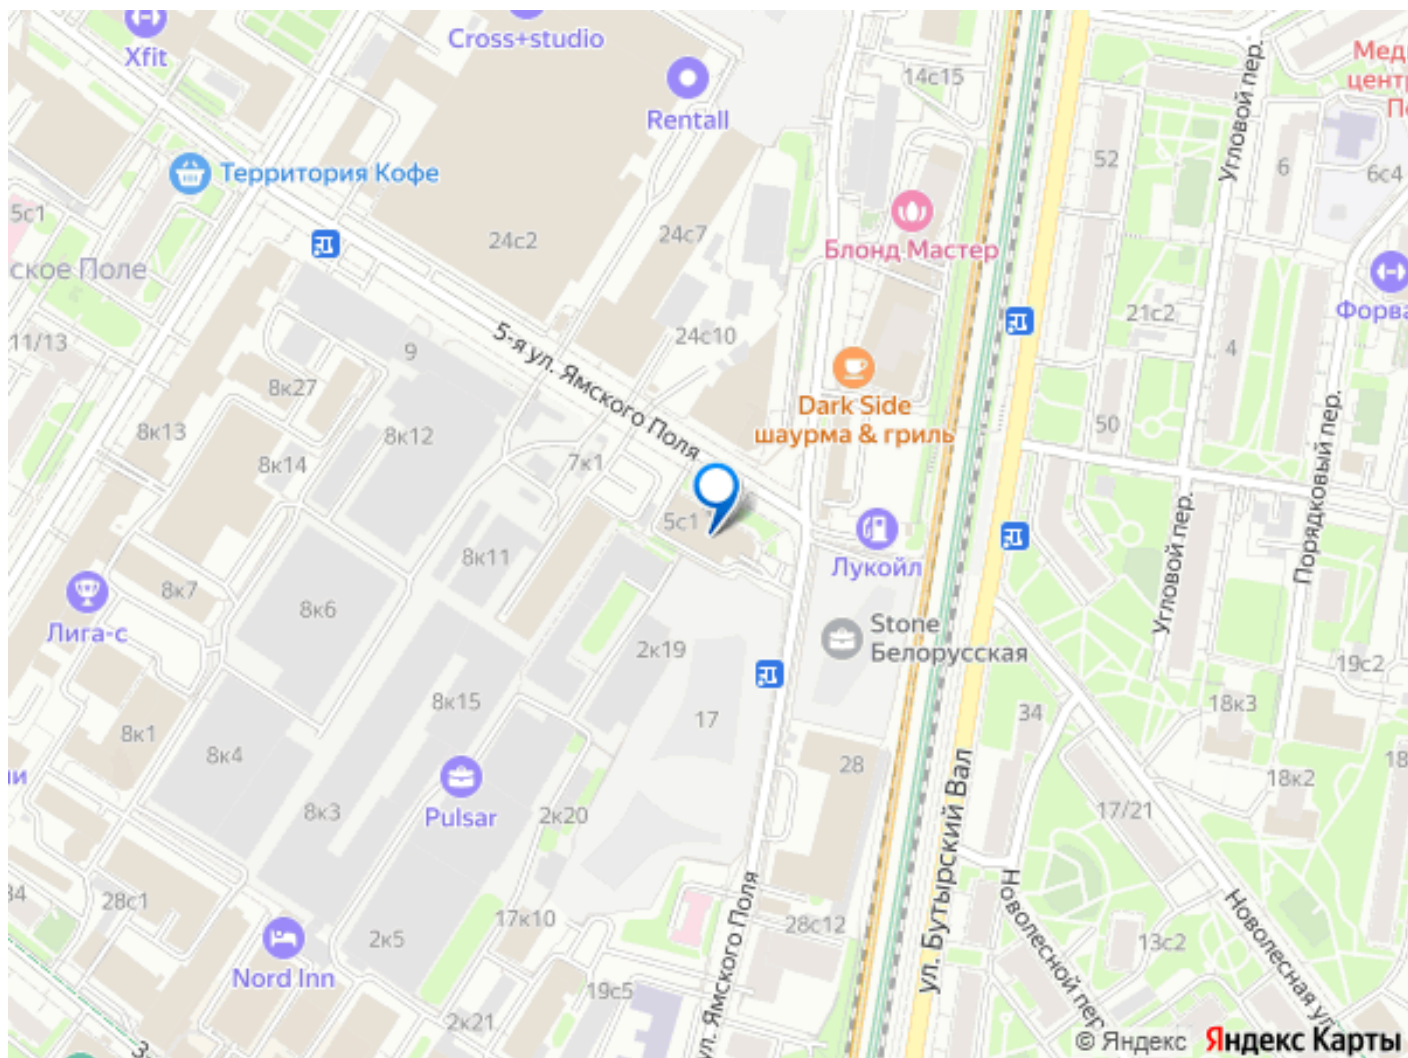 Xfit
Cross+studio
Rentall
14с15
52
Угловой пер.
6
6с4
Территория Кофе
5с1
ское Поле
24с2
24с7
Блонд Мастер
Форва
21с2
4
11/13
9
5-я ул. Ямского Поля
24с10
8к27
Dark Side
шаурма & гриль
50
8к13
8к12
8к14
7к1
5с1
Лукойл
Угловой пер.
Порядковый пер.
8к11
8к7
8к6
Лига-с
Stone
Белорусская
2к19
19с2
18к3
34
8к1
8к4
8к15
17
28
18
18к2
17/21
ни
Pulsar
8к3
2к20
ул. Бутырский Вал
28с1
17к10
28с12
2к5
Nord Inn
ул. Ямского Поля
Новолесной пер.
13с2
Новолесная ул.
19с5
2к21
3-
© Яндекс Яндекс Карты